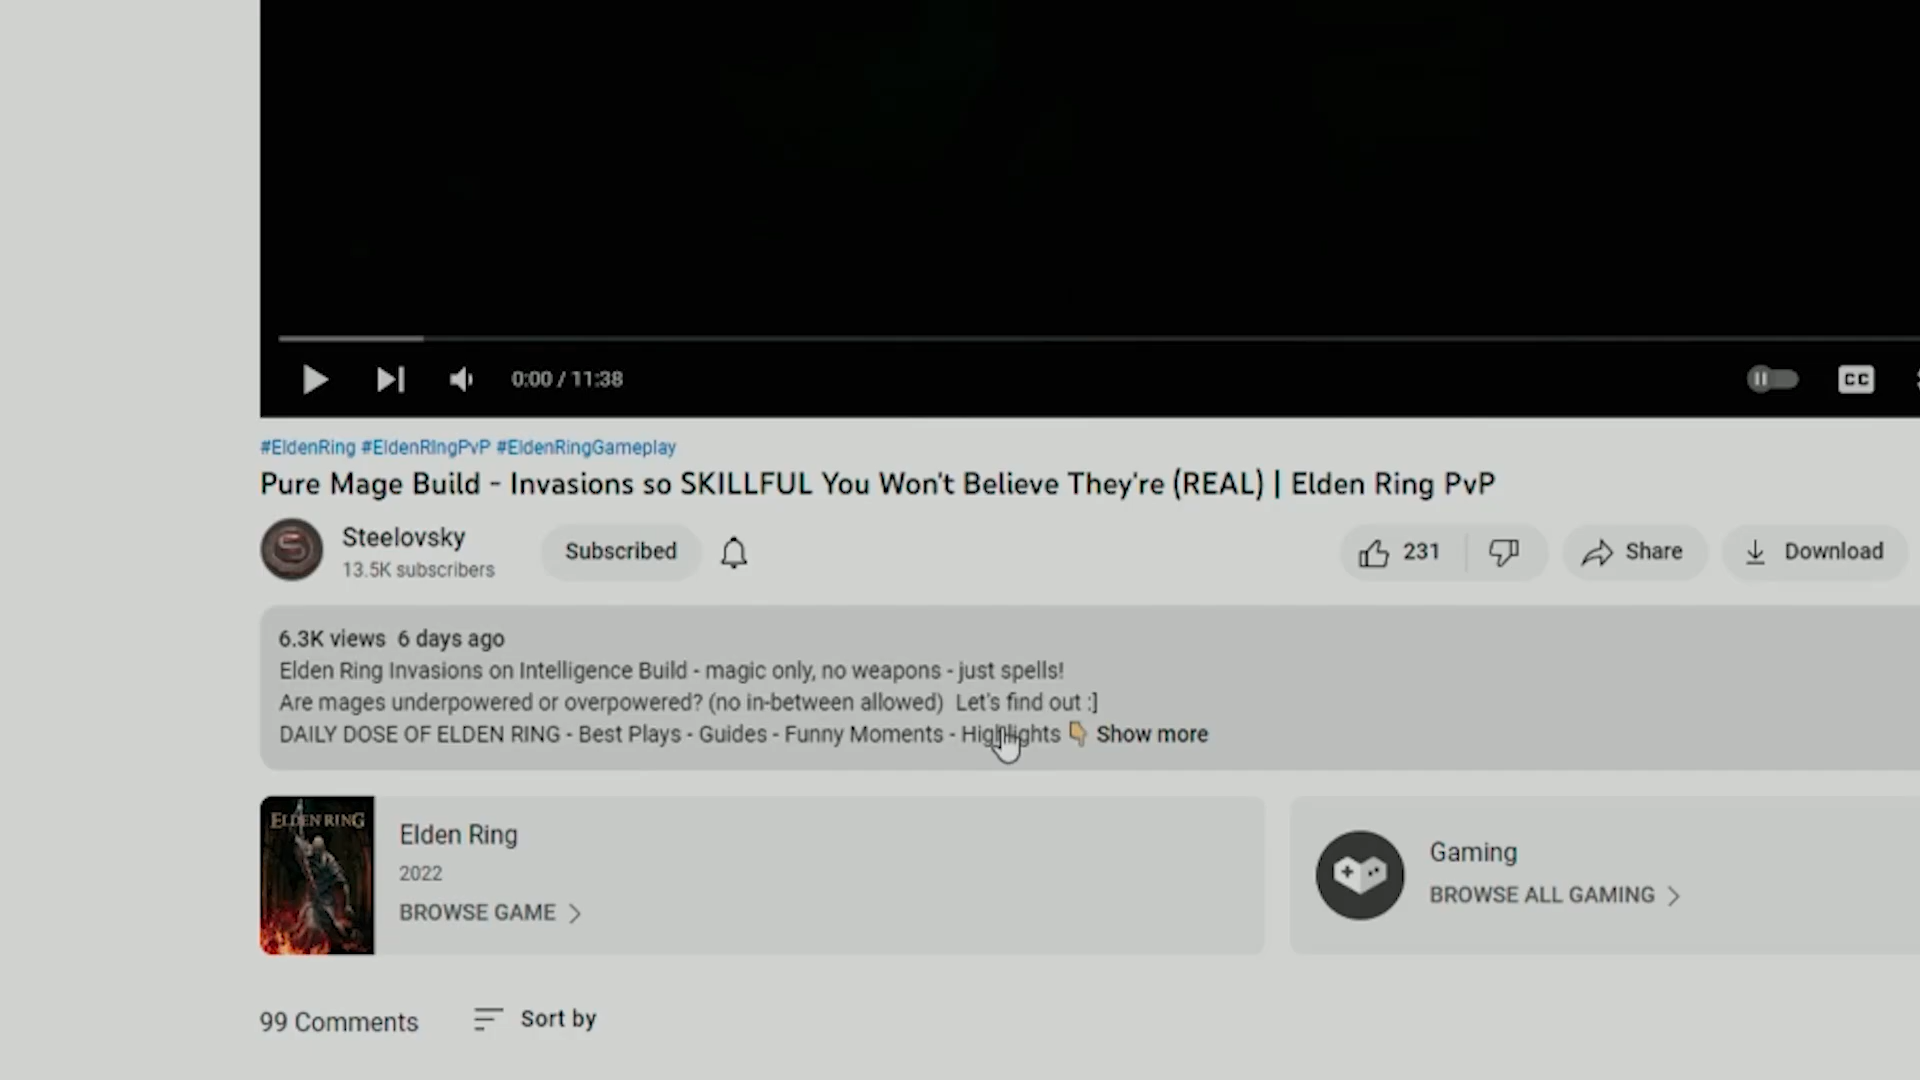 0:00 / 11:38
CC
#EldenRing #EldenRIngPvP #EldenRingGameplay
Pure Mage Build - Invasions so SKILLFUL You Won't Believe They're (REAL) | Elden Ring PvP
Steelovsky
13.5K subscribers
Subscribed
231
Share
Download
6.3K views 6 days ago
Elden Ring Invasions on Intelligence Build - magic only, no weapons - just spells!
Are mages underpowered or overpowered? (no in-between allowed) Let's find out :]
DAILY DOSE OF ELDEN RING - Best Plays - Guides - Funny Moments - Highlights 👇 Show more
ELDEN RING
Elden Ring
2022
BROWSE GAME
Gaming
BROWSE ALL GAMING
99 Comments
Sort by